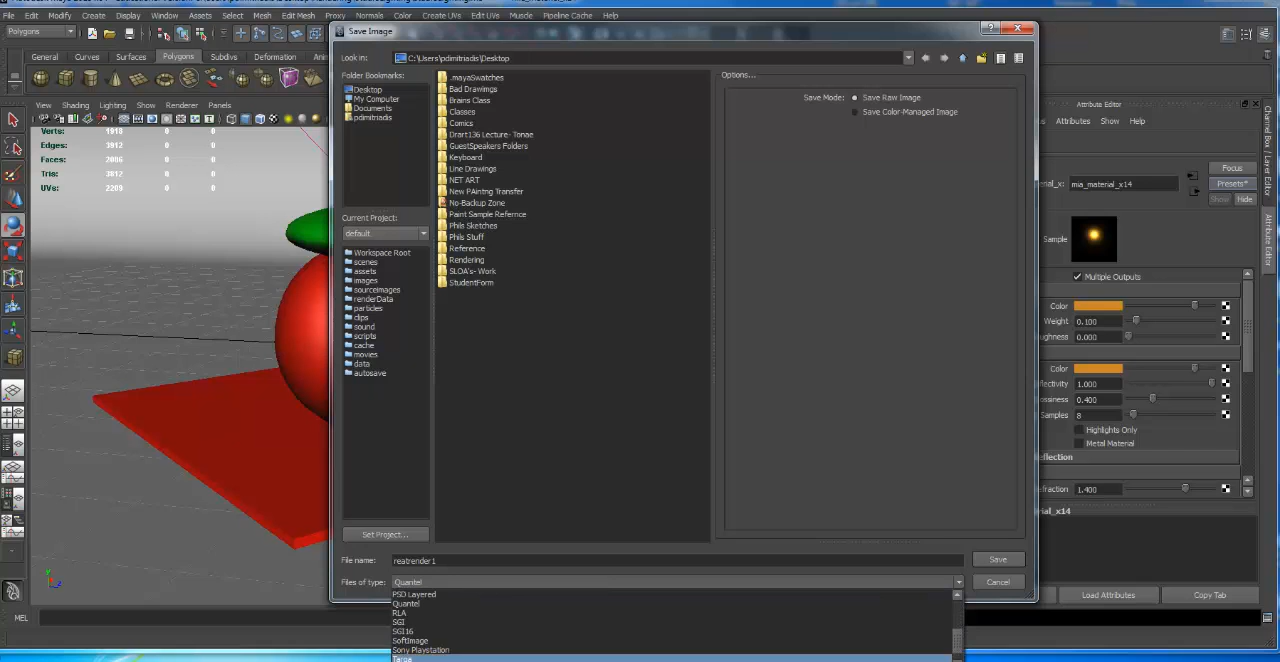 File Edit Modify Create Display Window Assets Select Mesh Edit Mesh Proxy Normals Color Create UVs Edit UVs Muscle Pipeline Cache Help
Polygons
General Curves Surfaces Polygons Subdivs Deformation
View Shading Lighting Show Renderer Panels
Verts: 1918 0 0
Edges: 3912 0 0
Faces: 2006 0 0
Tris: 3812 0 0
UVs: 2209 0 0
Save Image
Look in: C:\Users\pdimitriadis\Desktop
Folder Bookmarks:
Desktop
My Computer
Documents
pdimitriadis
Current Project:
default
Workspace Root
scenes
assets
images
sourceimages
renderData
particles
clips
sound
scripts
cache
movies
data
autosave
Set Project...
.mayaSwatches
Bad Drawings
Brains Class
Classes
Comics
Drart136 Lecture- Tonae
GuestSpeakers Folders
Keyboard
Line Drawings
NET ART
New PAintng Transfer
No-Backup Zone
Paint Sample Refernce
Phils Sketches
Phils Stuff
Reference
Rendering
SLOA's- Work
StudentForm
Options...
Save Mode: Save Raw Image
Save Color-Managed Image
File name: reatrender1
Save
Files of type: Quantel
Cancel
PSD Layered
Quantel
RLA
SGI
SGI16
SoftImage
Sony Playstation
Targa
MEL
Attribute Editor
Attributes Show Help
mia_material_x14
Focus
Presets*
Show Hide
Sample
Multiple Outputs
Color
Weight 0.100
0.000
Color
1.000
0.400
Samples 8
Highlights Only
Metal Material
1.400
Load Attributes Copy Tab
Channel Box / Layer Editor
Attribute Editor